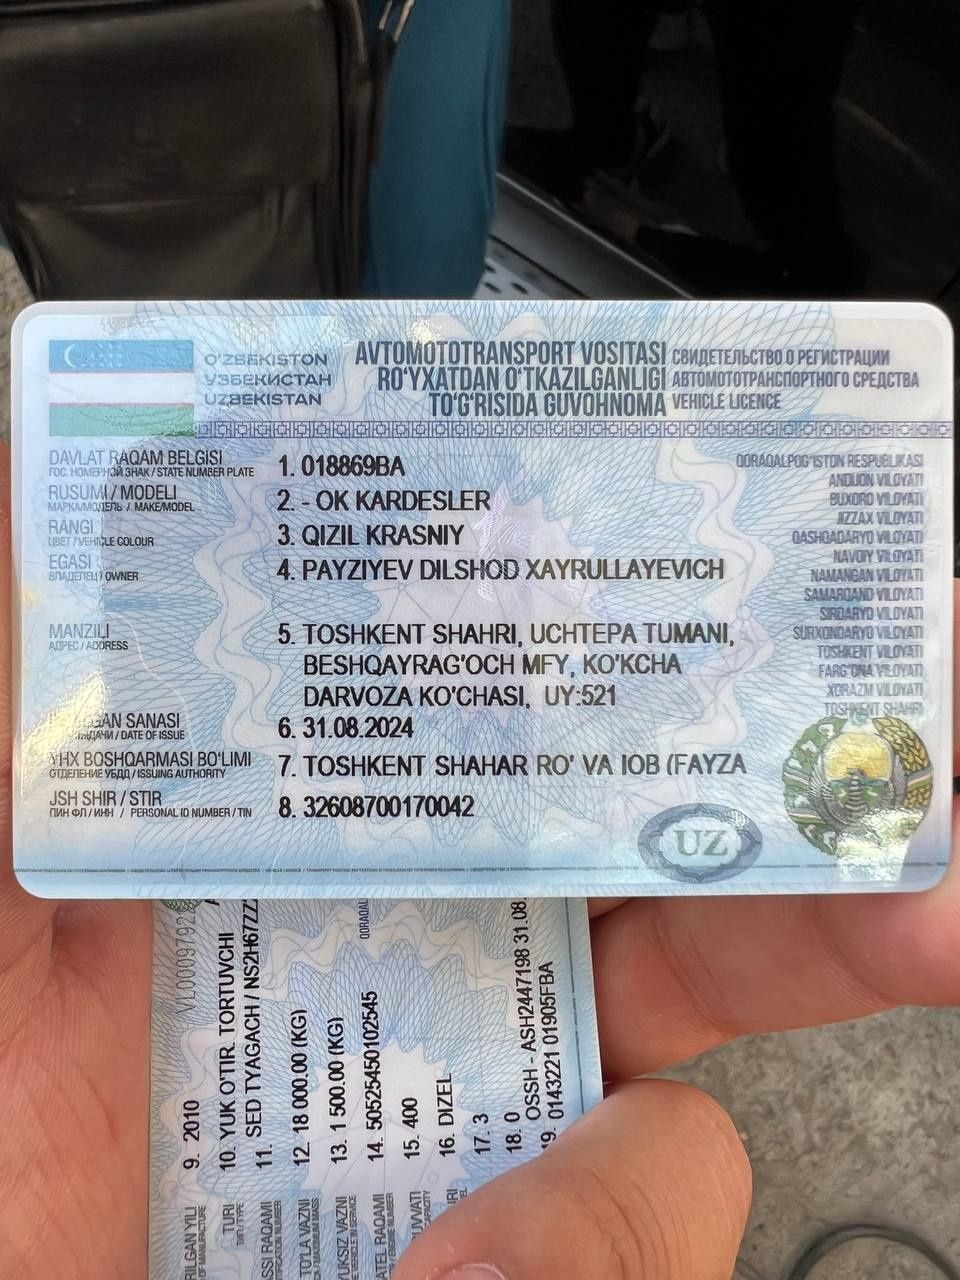 O‘ZBEKISTON
ЎЗБЕКИСТАН
UZBEKISTAN
AVTOMOTOTRANSPORT VOSITASI
RO‘YXATDAN O‘TKAZILGANLIGI
TO‘G‘RISIDA GUVOHNOMA
СВИДЕТЕЛЬСТВО О РЕГИСТРАЦИИ
АВТОМОТОТРАНСПОРТНОГО СРЕДСТВА
VEHICLE LICENCE
DAVLAT RAQAM BELGISI
ГОС. НОМЕРНОЙ ЗНАК / STATE NUMBER PLATE
1. 018869BA
RUSUMI / MODELI
МАРКА/МОДЕЛЬ / MAKE/MODEL
2. - OK KARDESLER
RANGI
ЦВЕТ / VEHICLE COLOUR
3. QIZIL KRASNIY
EGASI
ВЛАДЕЛЕЦ / OWNER
4. PAYZIYEV DILSHOD XAYRULLAYEVICH
MANZILI
АДРЕС / ADDRESS
5. TOSHKENT SHAHRI, UCHTEPA TUMANI,
BESHQAYRAG'OCH MFY, KO'KCHA
DARVOZA KO'CHASI, UY:521
GAN SANASI
/ DATE OF ISSUE
6. 31.08.2024
YHX BOSHQARMASI BO‘LIMI
ОТДЕЛЕНИЕ УБДД / ISSUING AUTHORITY
7. TOSHKENT SHAHAR RO' VA IOB (FAYZA
JSH SHIR / STIR
ПИН ФЛ / ИНН / PERSONAL ID NUMBER / TIN
8. 32608700170042
QORAQALPOG‘ISTON RESPUBLIKASI
ANDIJON VILOYATI
BUXORO VILOYATI
JIZZAX VILOYATI
QASHQADARYO VILOYATI
NAVOIY VILOYATI
NAMANGAN VILOYATI
SAMARQAND VILOYATI
SIRDARYO VILOYATI
SURXONDARYO VILOYATI
TOSHKENT VILOYATI
FARG‘ONA VILOYATI
XORAZM VILOYATI
TOSHKENT SHAHRI
UZ
9. 2010
10. YUK O'TIR. TORTUVCHI
SED TYAGACH / NS2H67ZZ
11.
12. 18 000.00 (KG)
13. 1 500.00 (KG)
14. 50525450102545
15. 400
16. DIZEL
17. 3
18. 0
OSSH - ASH2447198 31.08.
19. 0143221 01905FBA